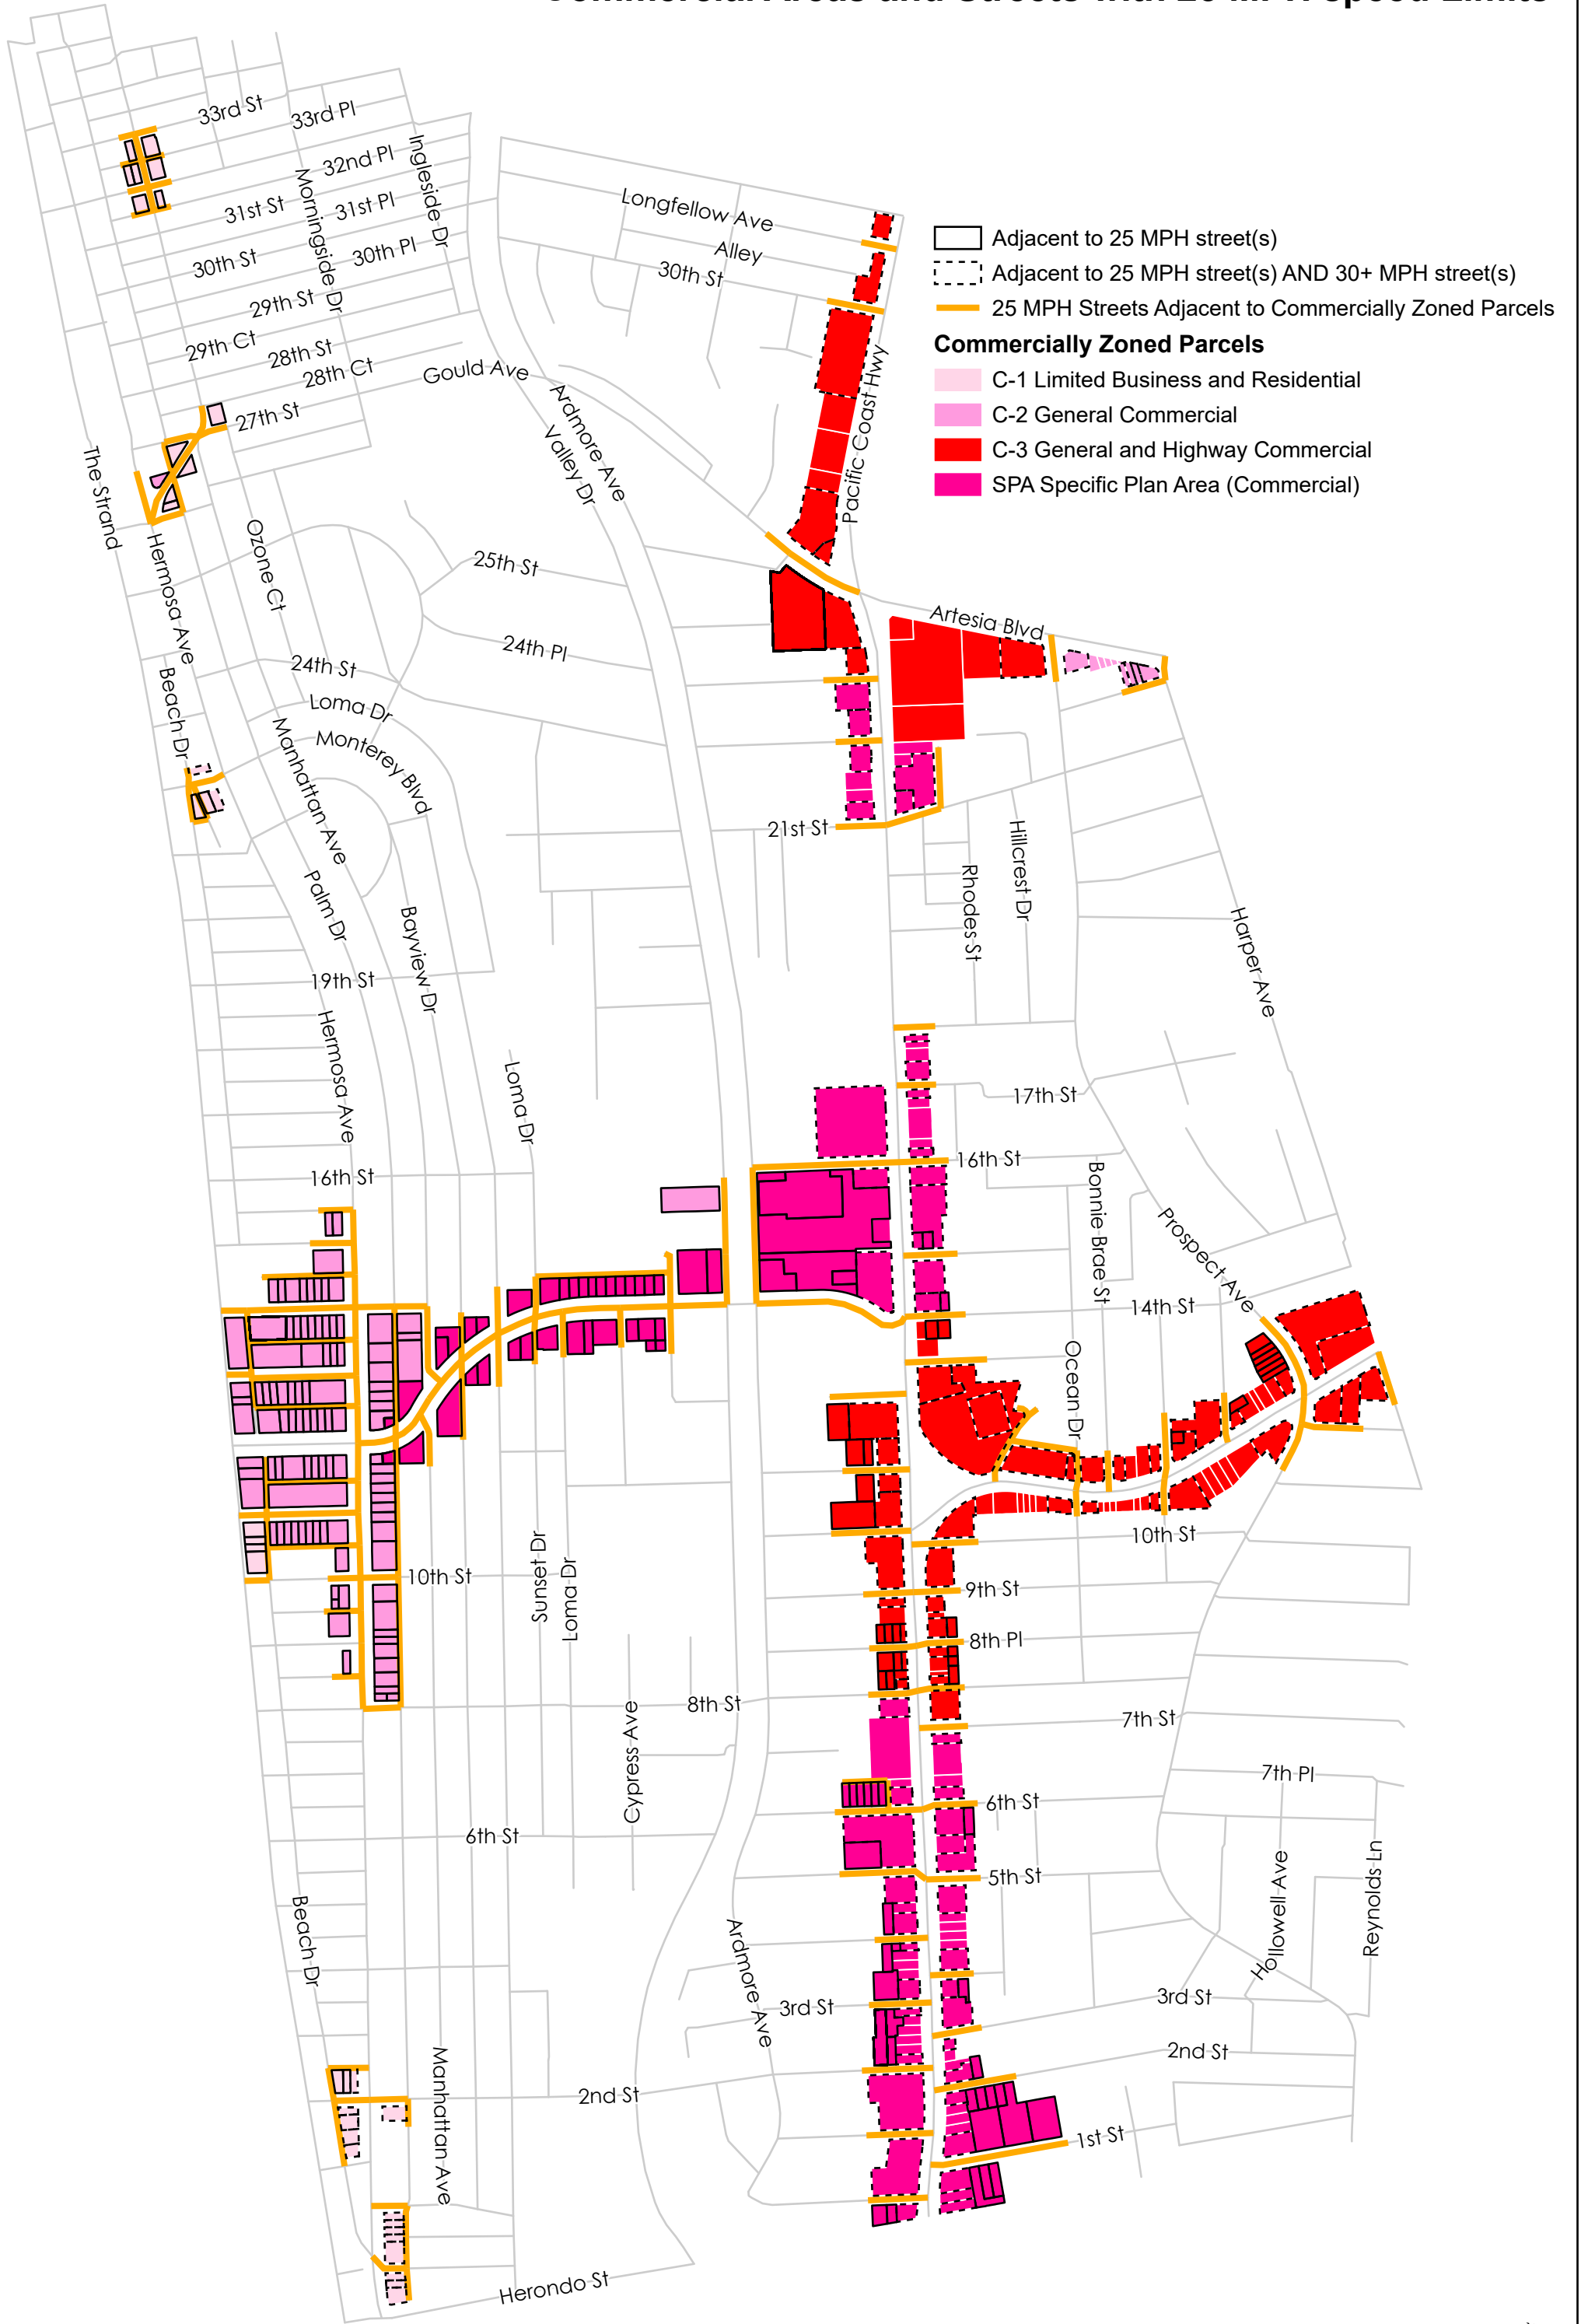 Commercial Areas and Streets with 25 MPH Speed Limits
33rd St
33rd Pl
32nd Pl
Ingleside Dr
Morningside Dr
31st St
31st Pl
30th St
30th Pl
29th St
29th Ct
28th St
28th Ct
27th St
Gould Ave
Longfellow Ave
Alley
30th St
Adjacent to 25 MPH street(s)
Adjacent to 25 MPH street(s) AND 30+ MPH street(s)
25 MPH Streets Adjacent to Commercially Zoned Parcels
Commercially Zoned Parcels
C-1 Limited Business and Residential
C-2 General Commercial
C-3 General and Highway Commercial
SPA Specific Plan Area (Commercial)
Pacific Coast Hwy
Ardmore Ave
Valley Dr
The Strand
Hermosa Ave
Ozone Ct
25th St
24th Pl
24th St
Artesia Blvd
Beach Dr
Loma Dr
Monterey Blvd
Manhattan Ave
Palm Dr
Bayview Dr
21st St
Rhodes St
Hillcrest Dr
Harper Ave
19th St
Hermosa Ave
Loma Dr
17th St
16th St
16th St
Bonnie Brae St
Prospect Ave
14th St
Ocean Dr
10th St
10th St
Sunset Dr
Loma Dr
9th St
8th Pl
8th St
7th St
Cypress Ave
7th Pl
6th St
6th St
5th St
Hollowell Ave
Reynolds Ln
Beach Dr
Ardmore Ave
3rd St
3rd St
2nd St
2nd St
Manhattan Ave
1st St
Herondo St